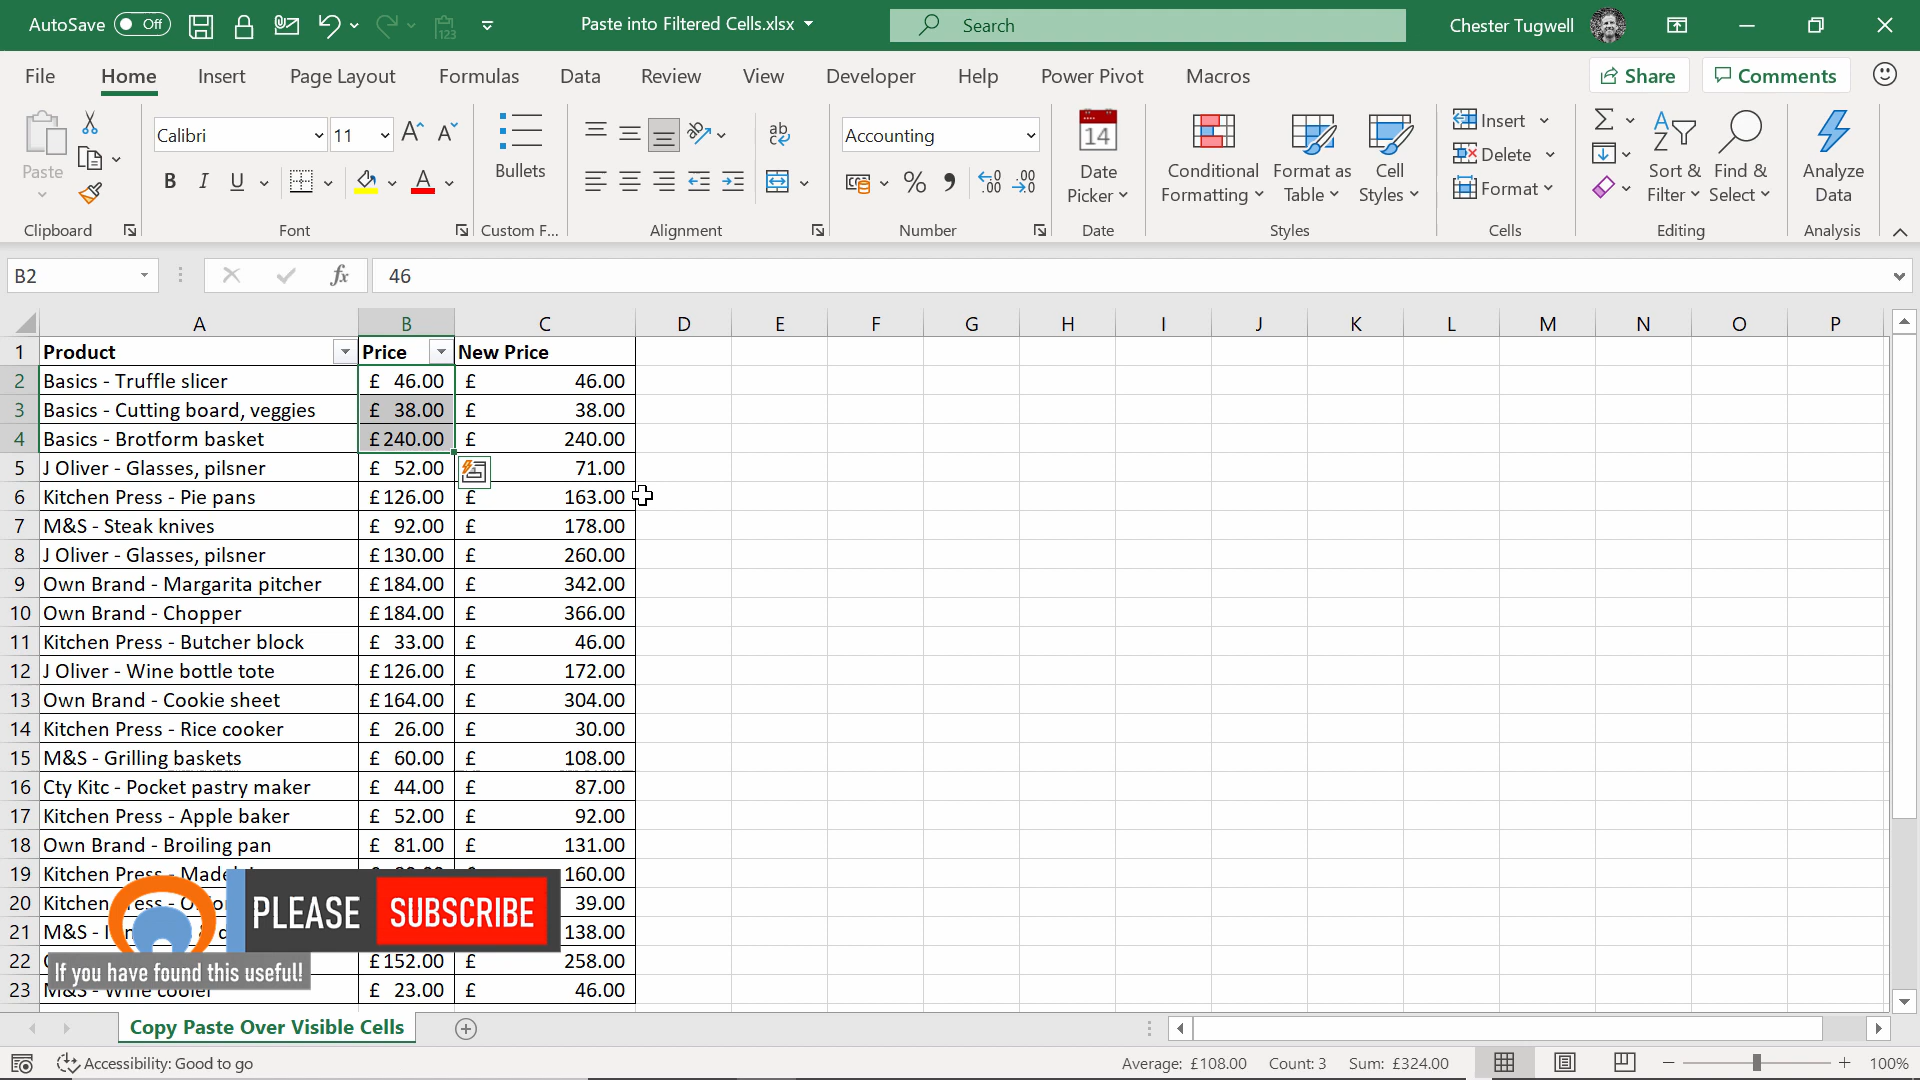 AutoSave Off Paste into Filtered Cells.xlsx Search Chester Tugwell
File Home Insert Page Layout Formulas Data Review View Developer Help Power Pivot Macros Share Comments
Paste Calibri 11 A A ab Accounting 14 Insert
Bullets Date Picker Conditional Formatting Format as Table Cell Styles Delete Sort & Filter Find & Select Analyze Data
B I U A % Format
Clipboard Font Custom F... Alignment Number Date Styles Cells Editing Analysis
B2 fx 46
A B C D E F G H I J K L M N O P
1 Product Price New Price
2 Basics - Truffle slicer £ 46.00 £ 46.00
3 Basics - Cutting board, veggies £ 38.00 £ 38.00
4 Basics - Brotform basket £240.00 £ 240.00
5 J Oliver - Glasses, pilsner £ 52.00 71.00
6 Kitchen Press - Pie pans £126.00 £ 163.00
7 M&S - Steak knives £ 92.00 £ 178.00
8 J Oliver - Glasses, pilsner £130.00 £ 260.00
9 Own Brand - Margarita pitcher £184.00 £ 342.00
10 Own Brand - Chopper £184.00 £ 366.00
11 Kitchen Press - Butcher block £ 33.00 £ 46.00
12 J Oliver - Wine bottle tote £126.00 £ 172.00
13 Own Brand - Cookie sheet £164.00 £ 304.00
14 Kitchen Press - Rice cooker £ 26.00 £ 30.00
15 M&S - Grilling baskets £ 60.00 £ 108.00
16 Cty Kitc - Pocket pastry maker £ 44.00 £ 87.00
17 Kitchen Press - Apple baker £ 52.00 £ 92.00
18 Own Brand - Broiling pan £ 81.00 £ 131.00
19 Kitchen Press - 160.00
20 Kitchen 39.00
PLEASE SUBSCRIBE
21 M&S - 138.00
22 £152.00 £ 258.00
If you have found this useful!
23 M&S - Wine cooler £ 23.00 £ 46.00
Copy Paste Over Visible Cells
Accessibility: Good to go Average: £108.00 Count: 3 Sum: £324.00 100%